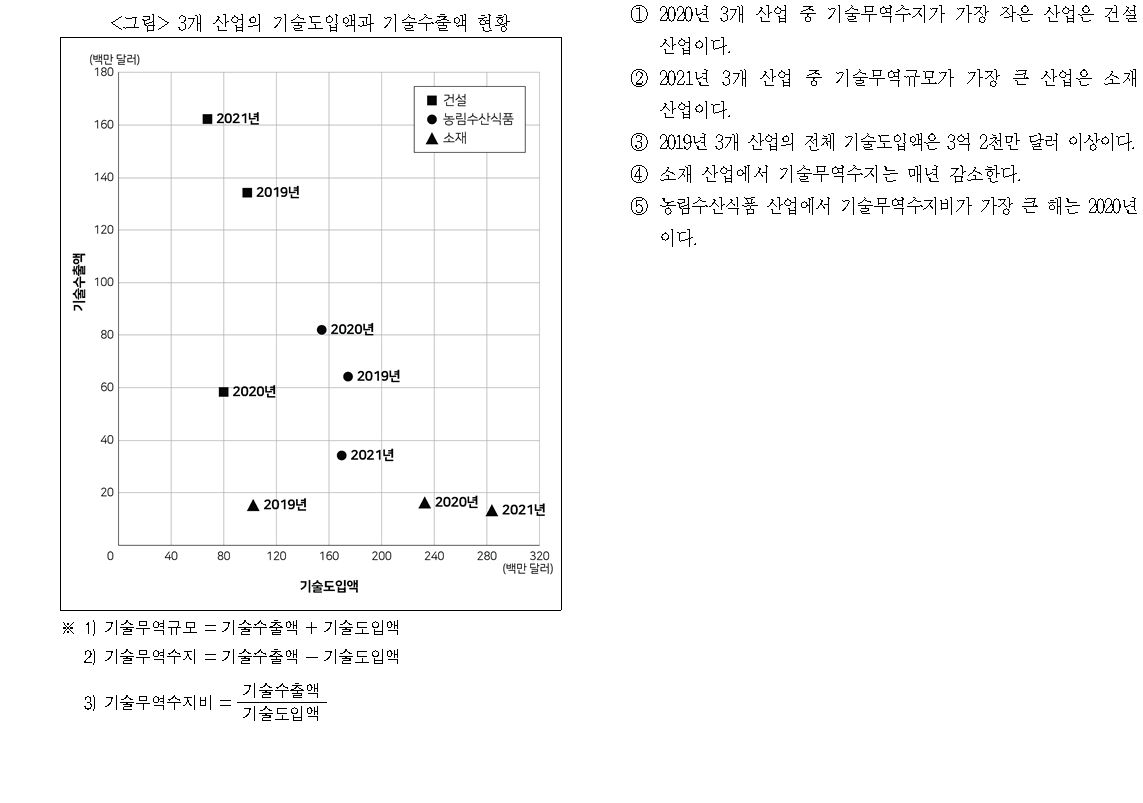 <그림> 3개 산업의 기술도입액과 기술수출액 현황
(백만 달러)
180
160
140
120
100
80
60
40
20
기술수출액
■ 건설
● 농림수산식품
▲ 소재
2021년
2019년
2020년
2019년
2020년
2021년
2019년
2020년
2021년
0 40 80 120 160 200 240 280 320
(백만 달러)
기술도입액
※ 1) 기술무역규모 = 기술수출액 + 기술도입액
2) 기술무역수지 = 기술수출액 - 기술도입액
3) 기술무역수지비 = 기술수출액
기술도입액
① 2020년 3개 산업 중 기술무역수지가 가장 작은 산업은 건설
산업이다.
② 2021년 3개 산업 중 기술무역규모가 가장 큰 산업은 소재
산업이다.
③ 2019년 3개 산업의 전체 기술도입액은 3억 2천만 달러 이상이다.
④ 소재 산업에서 기술무역수지는 매년 감소한다.
⑤ 농림수산식품 산업에서 기술무역수지비가 가장 큰 해는 2020년
이다.